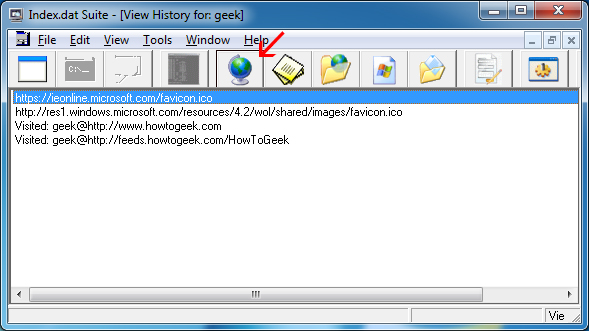 Index.dat Suite - [View History for: geek]
File Edit View Tools Window Help
C:\_
https://ieonline.microsoft.com/favicon.ico
http://res1.windows.microsoft.com/resources/4.2/wol/shared/images/favicon.ico
Visited: geek@http://www.howtogeek.com
Visited: geek@http://feeds.howtogeek.com/HowToGeek
Vie